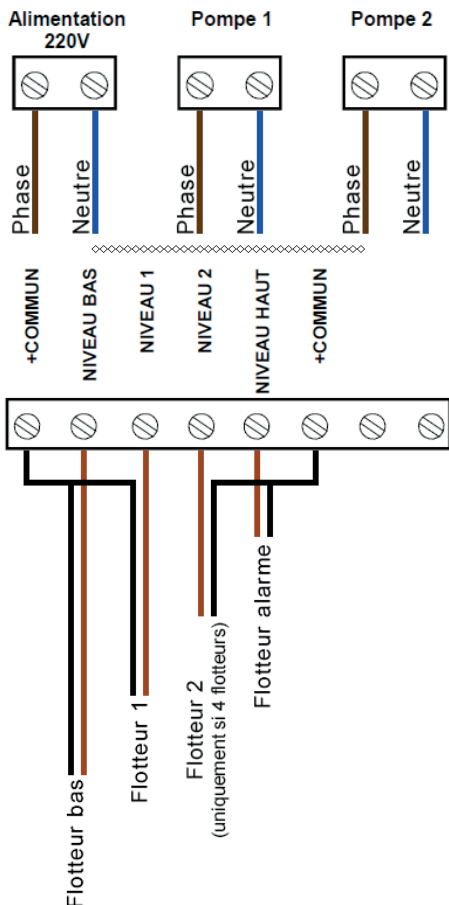 Alimentation
220V
Pompe 1
Pompe 2
Phase
Neutre
Phase
Neutre
Phase
Neutre
+COMMUN
NIVEAU BAS
NIVEAU 1
NIVEAU 2
NIVEAU HAUT
+COMMUN
Flotteur bas
Flotteur 1
Flotteur 2
(uniquement si 4 flotteurs)
Flotteur alarme